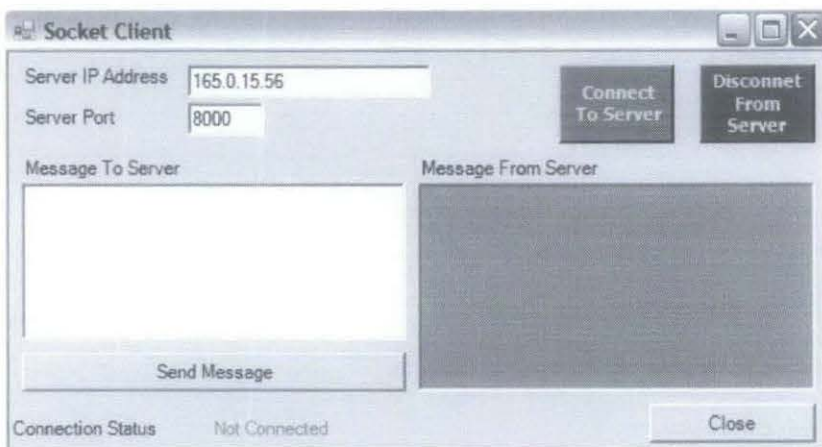 Socket Client
Server IP Address 165.0.15.56
Server Port 8000
Connect
To Server
Disconnet
From
Server
Message To Server
Message From Server
Send Message
Connection Status Not Connected
Close